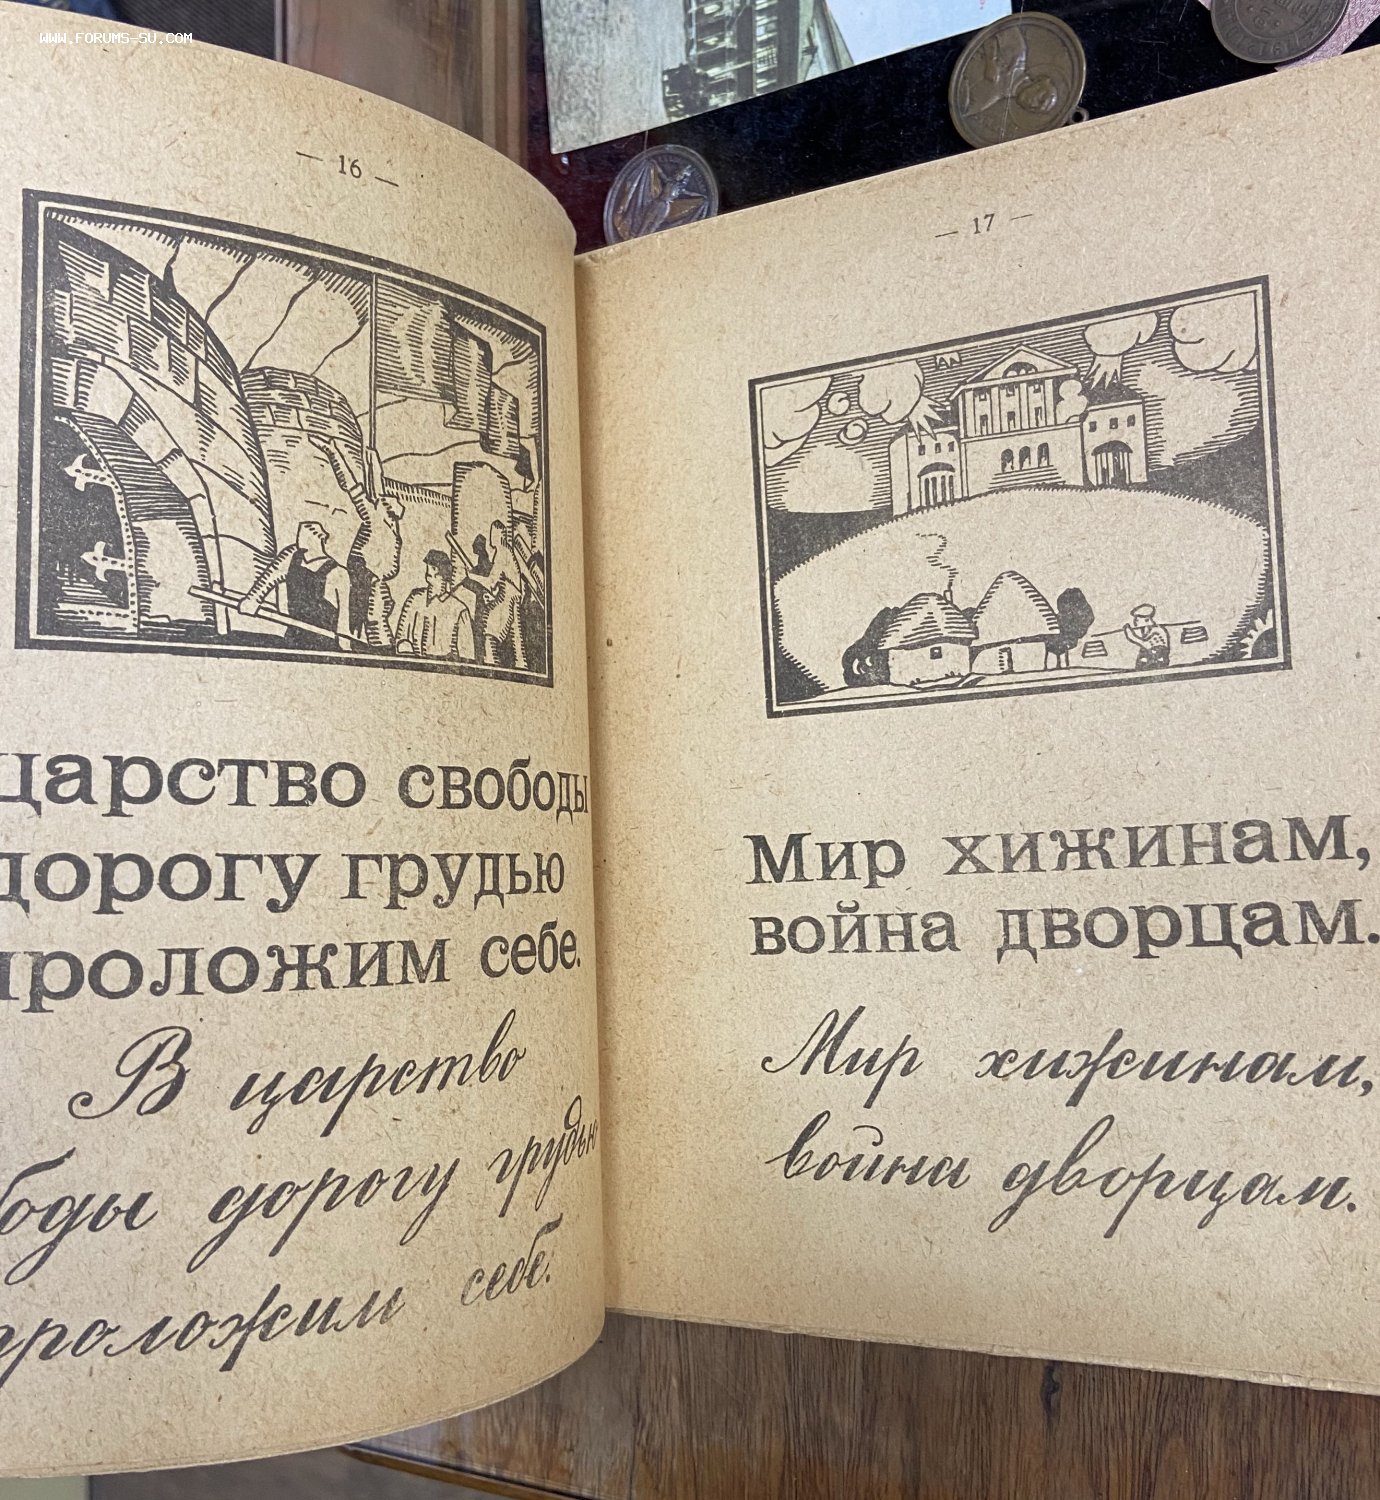 WWW.FORUMS-SU.COM
— 16 —
царство свободы
дорогу грудью
проложим себе.
В царство
боды дорогу грудью
проложим себе.
— 17 —
Мир хижинам,
война дворцам.
Мир хижинам,
война дворцам.